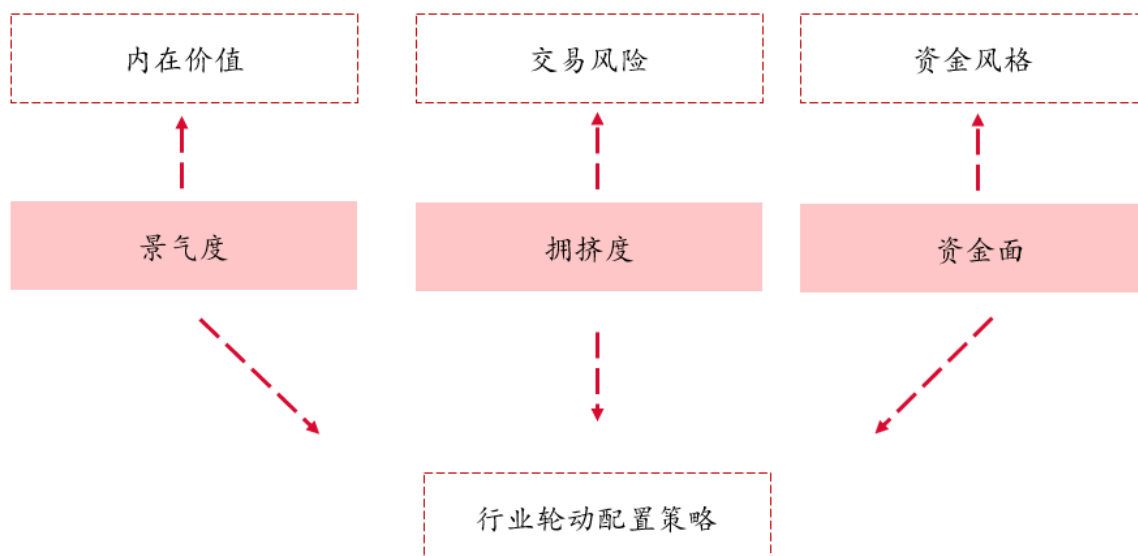 内在价值
交易风险
资金风格
景气度
拥挤度
资金面
行业轮动配置策略